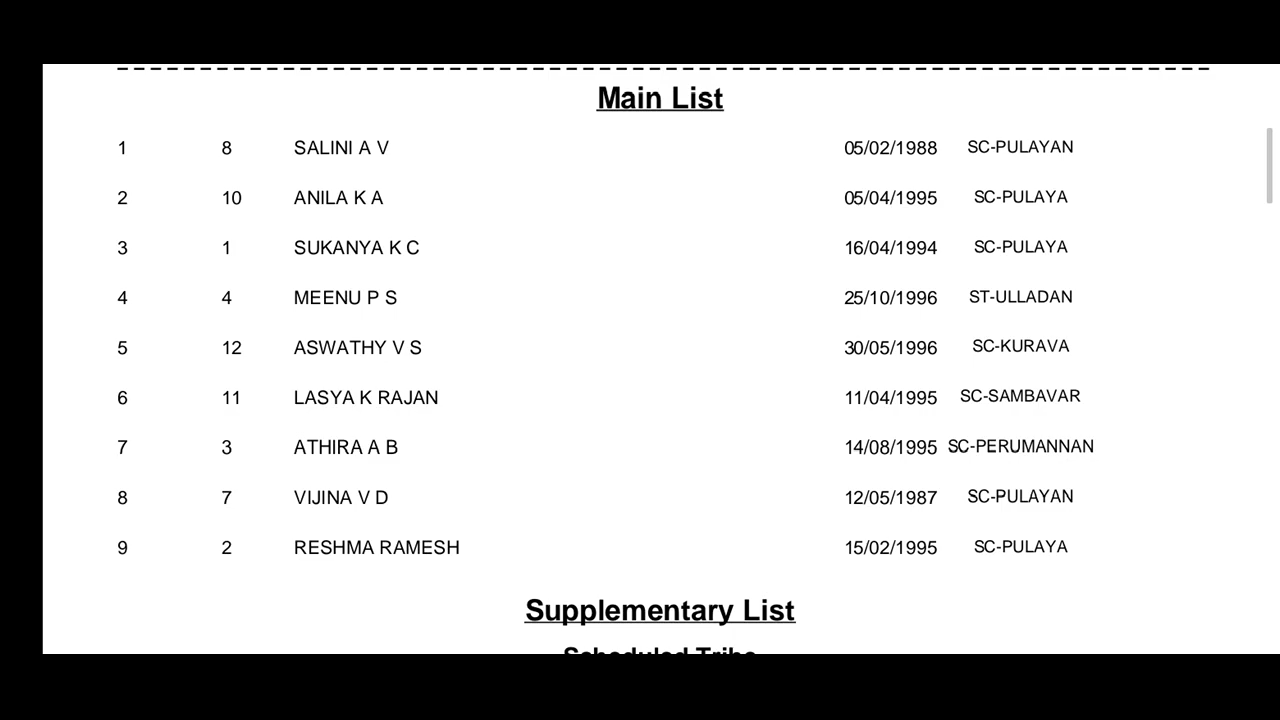 Main List
1 8 SALINI A V 05/02/1988 SC-PULAYAN
2 10 ANILA K A 05/04/1995 SC-PULAYA
3 1 SUKANYA K C 16/04/1994 SC-PULAYA
4 4 MEENU P S 25/10/1996 ST-ULLADAN
5 12 ASWATHY V S 30/05/1996 SC-KURAVA
6 11 LASYA K RAJAN 11/04/1995 SC-SAMBAVAR
7 3 ATHIRA A B 14/08/1995 SC-PERUMANNAN
8 7 VIJINA V D 12/05/1987 SC-PULAYAN
9 2 RESHMA RAMESH 15/02/1995 SC-PULAYA
Supplementary List
Scheduled Tribe